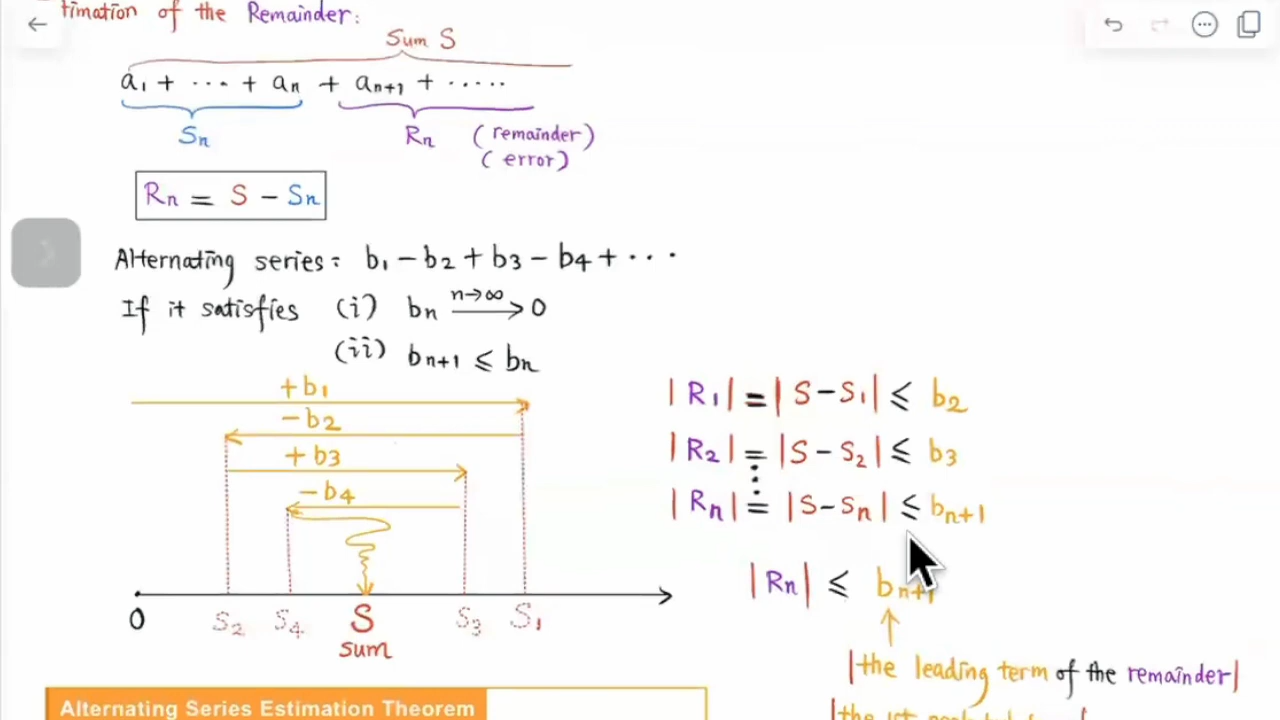 timation of the Remainder:
Sum S
a₁ + ⋯ + aₙ + aₙ₊₁ + ⋯⋯
Sₙ
Rₙ (remainder)
(error)
Rₙ = S − Sₙ
Alternating series: b₁ − b₂ + b₃ − b₄ + ⋯
If it satisfies (i) bₙ n→∞ → 0
(ii) bₙ₊₁ ⩽ bₙ
+b₁
−b₂
+b₃
−b₄
0 S₂ S₄ S S₃ S₁
sum
|R₁| = |S−S₁| ⩽ b₂
|R₂| = |S−S₂| ⩽ b₃
⋮
|Rₙ| = |S−Sₙ| ⩽ bₙ₊₁
|Rₙ| ⩽ bₙ₊₁
|the leading term of the remainder|
|the 1st
Alternating Series Estimation Theorem